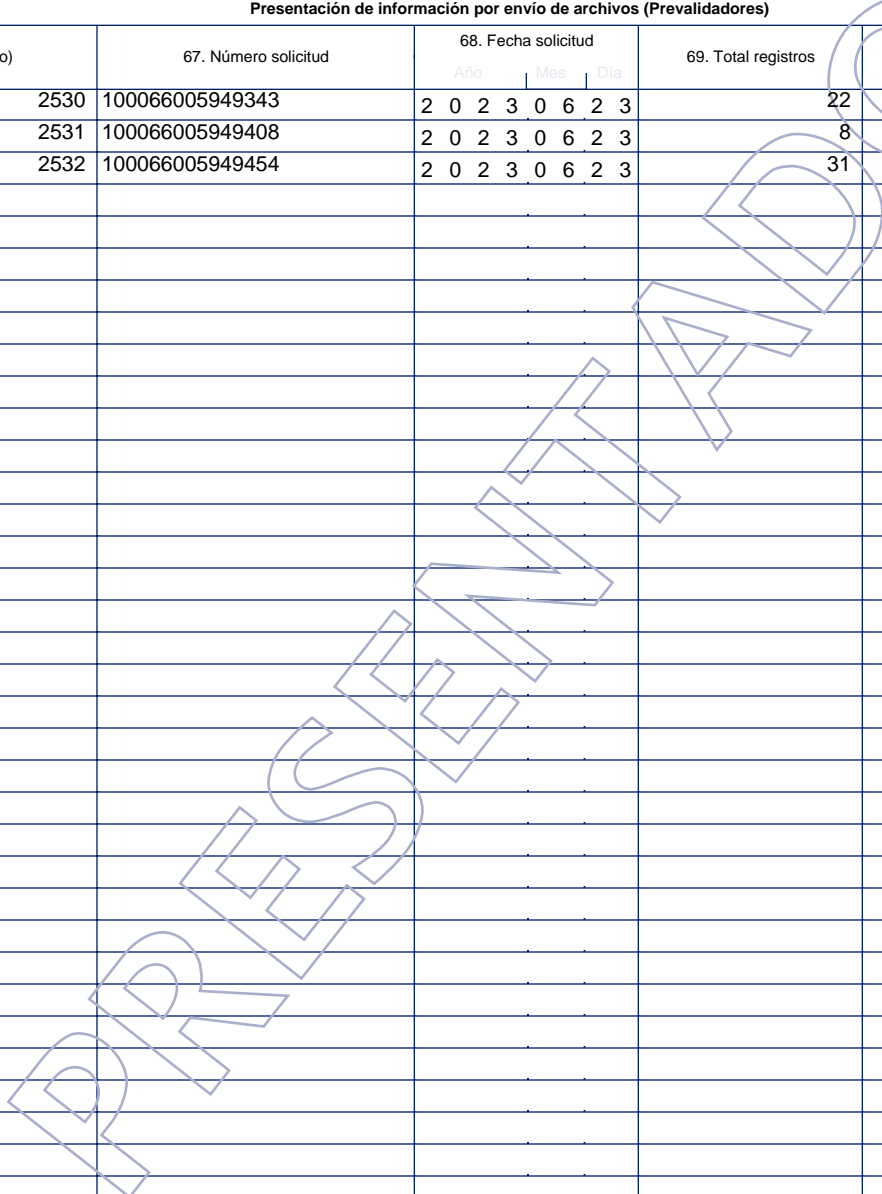 Presentación de información por envío de archivos (Prevalidadores)
o) 67. Número solicitud 68. Fecha solicitud 69. Total registros
Año Mes Día
2530 100066005949343 2 0 2 3 0 6 2 3 22
2531 100066005949408 2 0 2 3 0 6 2 3 8
2532 100066005949454 2 0 2 3 0 6 2 3 31
PRESENTADO